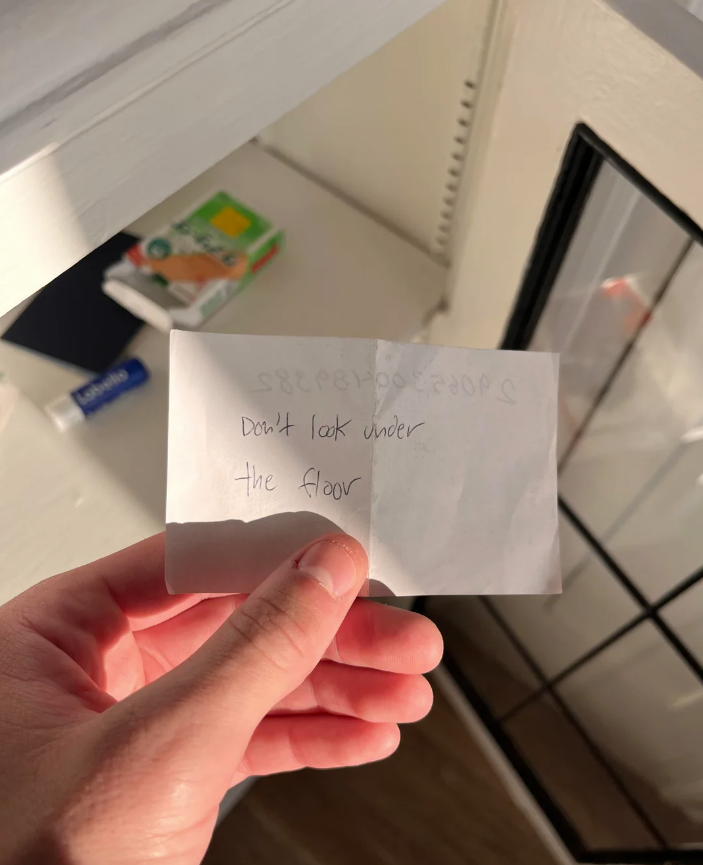 Labello
Don't look under
the floor